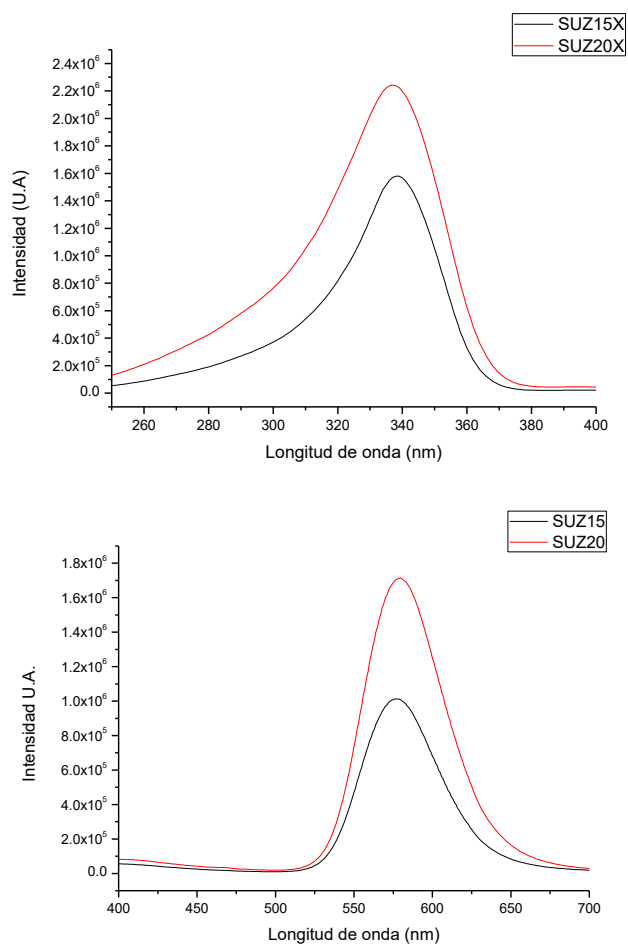 SUZ15X
SUZ20X
2.4x10⁶
2.2x10⁶
2.0x10⁶
1.8x10⁶
1.6x10⁶
1.4x10⁶
1.2x10⁶
1.0x10⁶
8.0x10⁵
6.0x10⁵
4.0x10⁵
2.0x10⁵
0.0
Intensidad (U.A)
260 280 300 320 340 360 380 400
Longitud de onda (nm)
SUZ15
SUZ20
1.8x10⁶
1.6x10⁶
1.4x10⁶
1.2x10⁶
1.0x10⁶
8.0x10⁵
6.0x10⁵
4.0x10⁵
2.0x10⁵
0.0
Intensidad U.A.
400 450 500 550 600 650 700
Longitud de onda (nm)